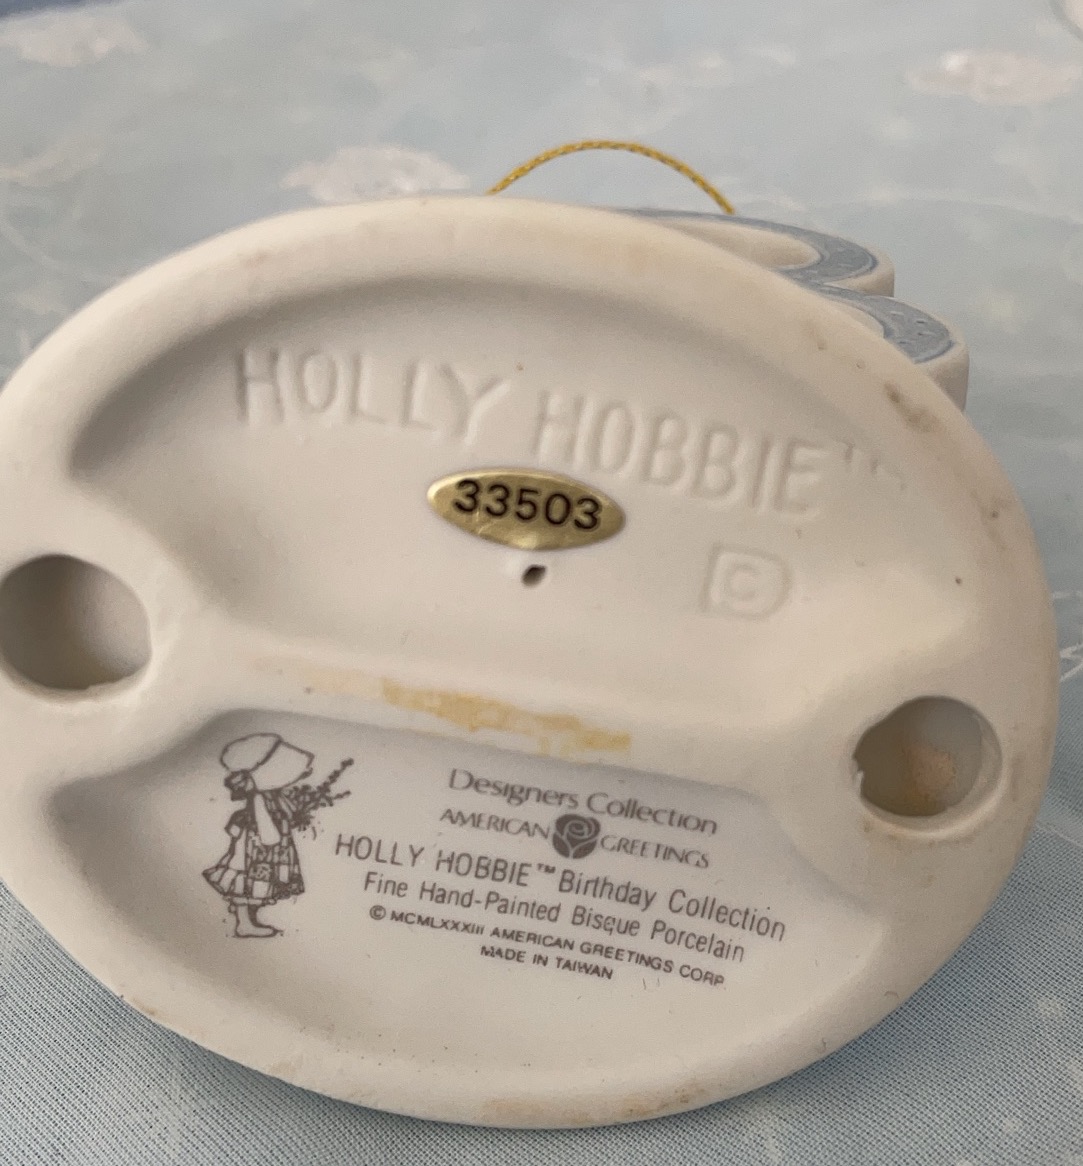 HOLLY HOBBIE™
33503
©
Designers Collection
AMERICAN GREETINGS
HOLLY HOBBIE™ Birthday Collection
Fine Hand-Painted Bisque Porcelain
© MCMLXXXIII AMERICAN GREETINGS CORP.
MADE IN TAIWAN